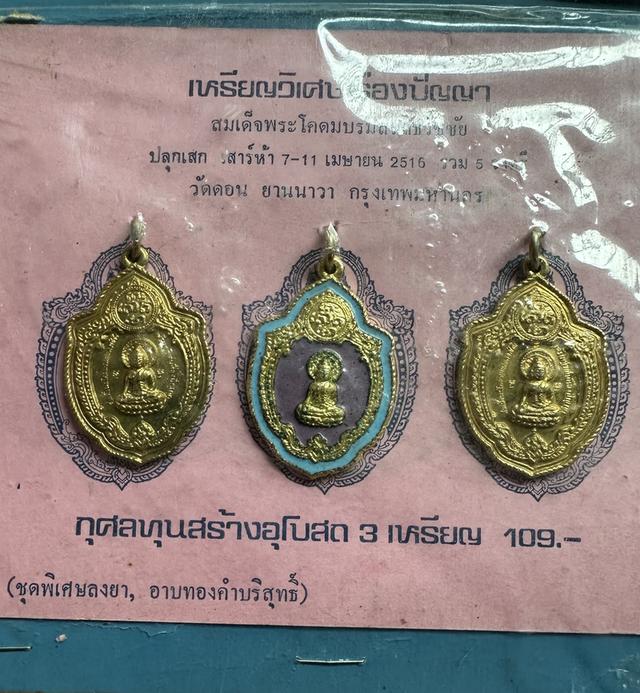 เหรียญวิเศษเรืองปัญญา
สมเด็จพระโคดมบรม
ปลุกเสก เสาร์ห้า 7-11 เมษายน 2516 รวม 5
วัดดอน ยานนาวา กรุงเทพมหานคร
กุศลทุนสร้างอุโบสถ 3 เหรียญ 109.-
(ชุดพิเศษลงยา, อาบทองคำบริสุทธิ์)